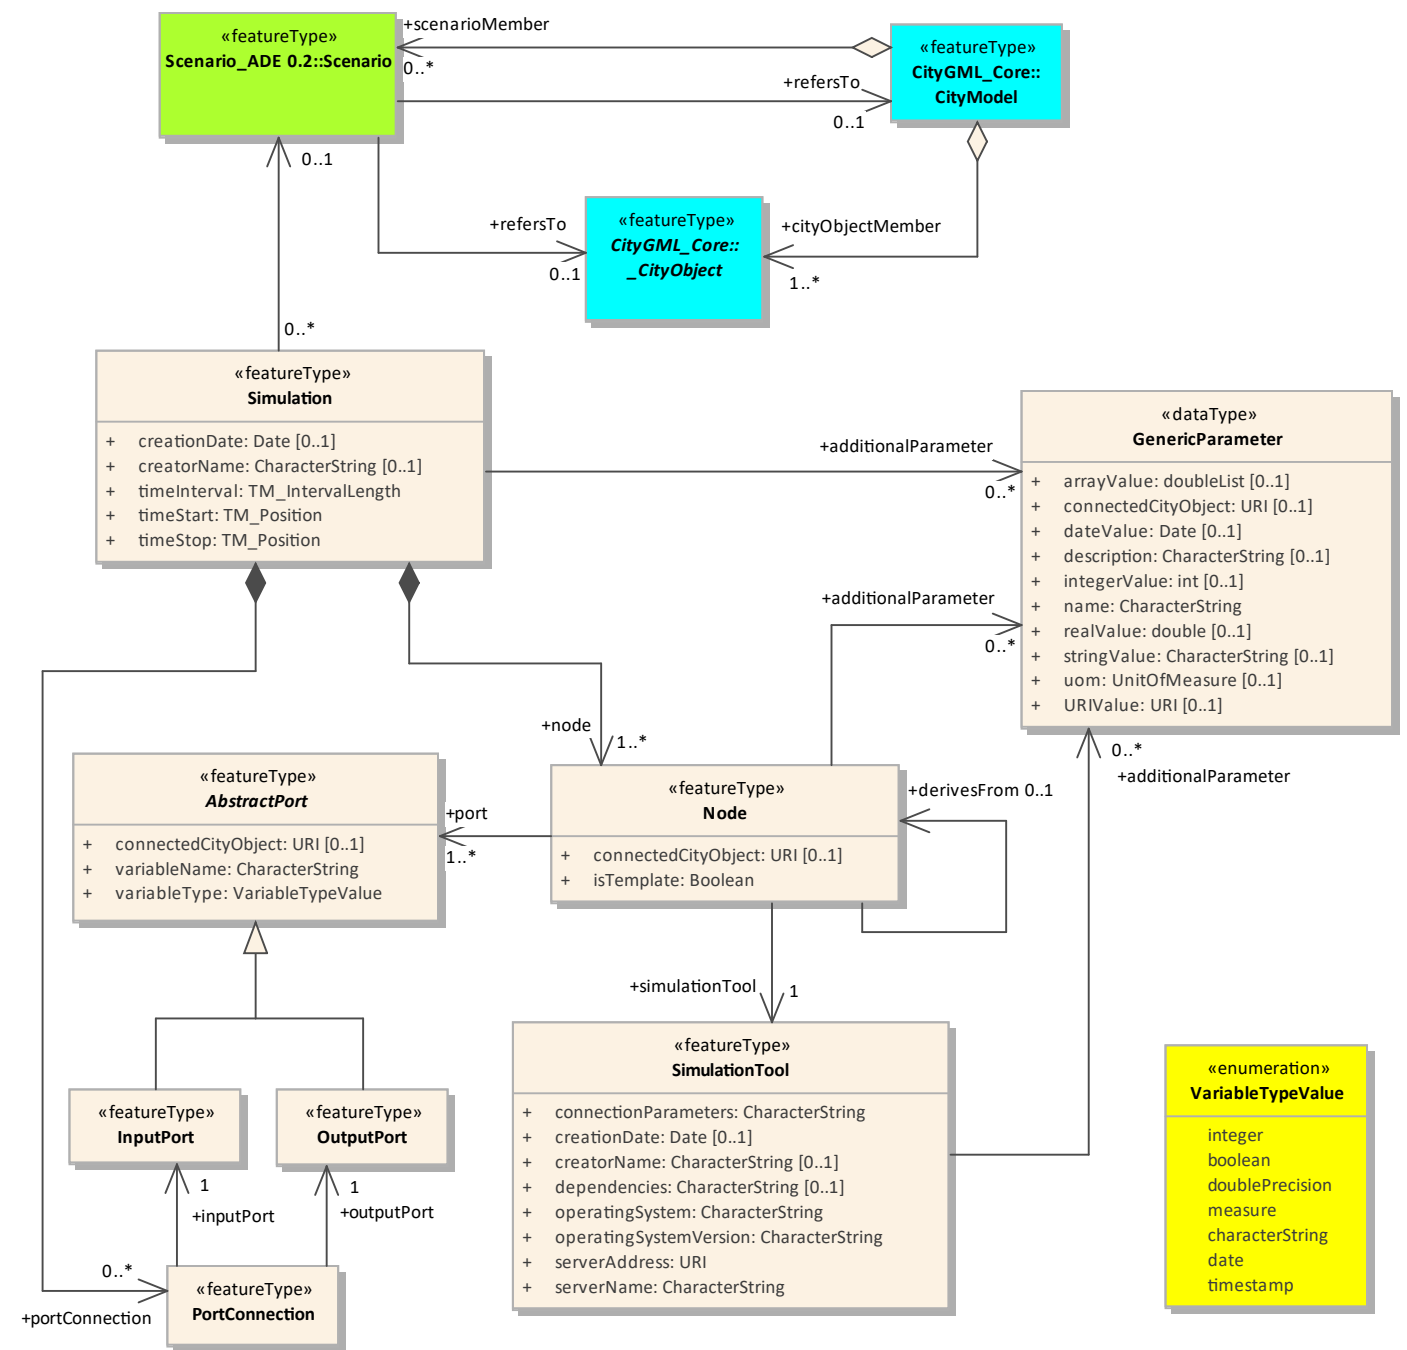 «featureType»
Scenario_ADE 0.2::Scenario
+scenarioMember
0..*
«featureType»
CityGML_Core::
CityModel
+refersTo
0..1
0..1
+refersTo
0..1
«featureType»
CityGML_Core::
_CityObject
+cityObjectMember
1..*
0..*
«featureType»
Simulation
+ creationDate: Date [0..1]
+ creatorName: CharacterString [0..1]
+ timeInterval: TM_IntervalLength
+ timeStart: TM_Position
+ timeStop: TM_Position
+additionalParameter
0..*
«dataType»
GenericParameter
+ arrayValue: doubleList [0..1]
+ connectedCityObject: URI [0..1]
+ dateValue: Date [0..1]
+ description: CharacterString [0..1]
+ integerValue: int [0..1]
+ name: CharacterString
+ realValue: double [0..1]
+ stringValue: CharacterString [0..1]
+ uom: UnitOfMeasure [0..1]
+ URIValue: URI [0..1]
+additionalParameter
0..*
+node
1..*
0..*
+additionalParameter
«featureType»
AbstractPort
+ connectedCityObject: URI [0..1]
+ variableName: CharacterString
+ variableType: VariableTypeValue
+port
1..*
«featureType»
Node
+ connectedCityObject: URI [0..1]
+ isTemplate: Boolean
+derivesFrom 0..1
+simulationTool
1
«featureType»
SimulationTool
+ connectionParameters: CharacterString
+ creationDate: Date [0..1]
+ creatorName: CharacterString [0..1]
+ dependencies: CharacterString [0..1]
+ operatingSystem: CharacterString
+ operatingSystemVersion: CharacterString
+ serverAddress: URI
+ serverName: CharacterString
«enumeration»
VariableTypeValue
integer
boolean
doublePrecision
measure
characterString
date
timestamp
«featureType»
InputPort
«featureType»
OutputPort
1
+inputPort
1
+outputPort
0..*
+portConnection
«featureType»
PortConnection